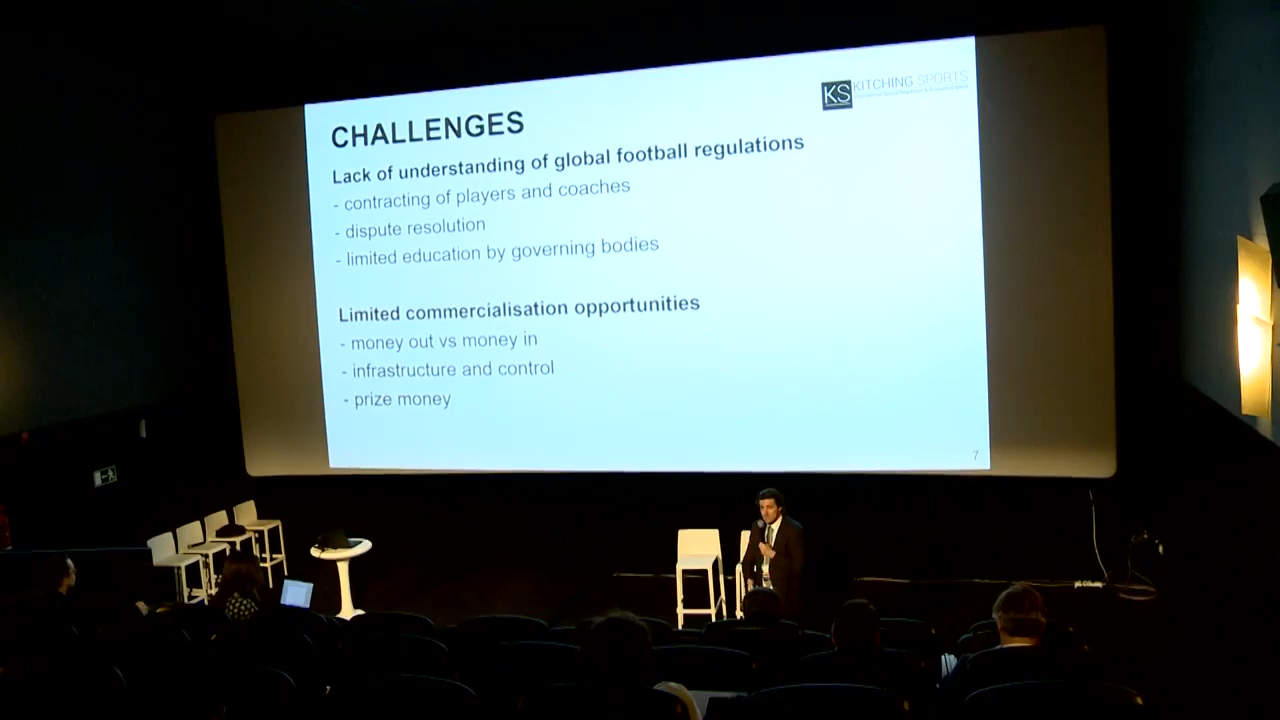 KS KITCHING SPORTS
CHALLENGES
Lack of understanding of global football regulations
- contracting of players and coaches
- dispute resolution
- limited education by governing bodies
Limited commercialisation opportunities
- money out vs money in
- infrastructure and control
- prize money
7